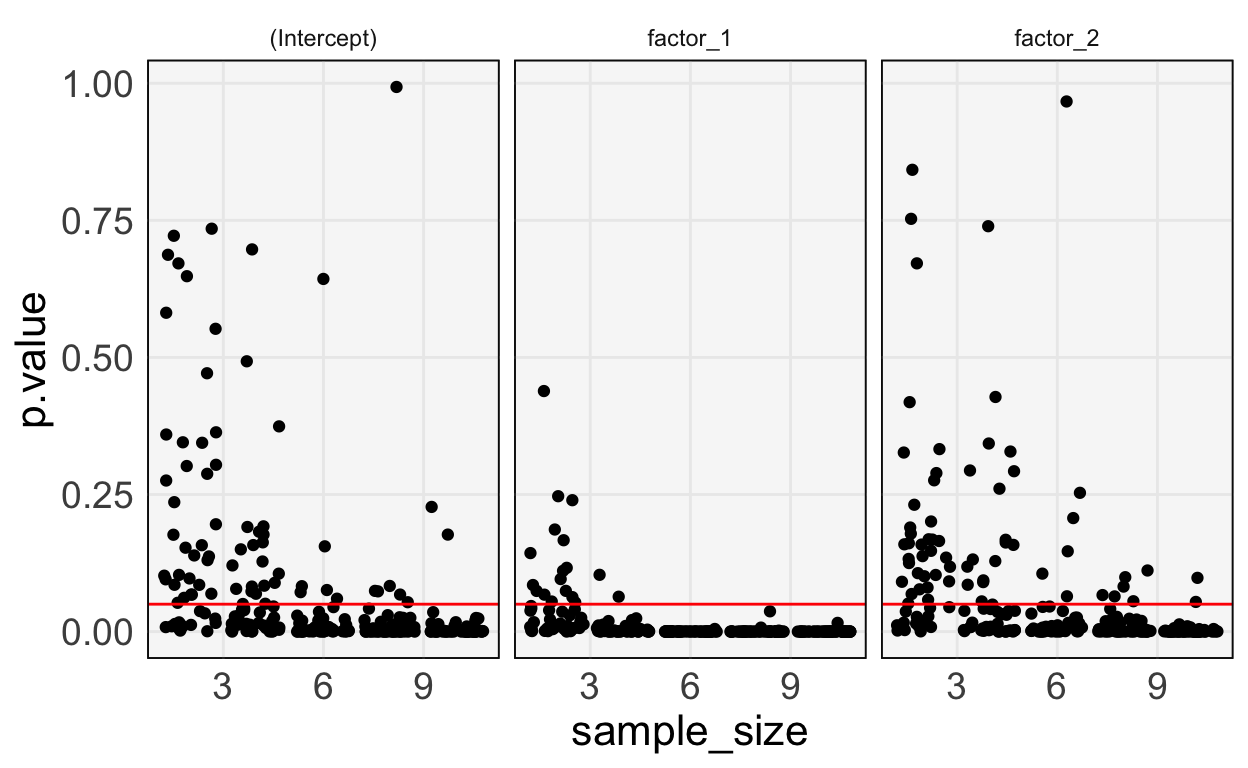 (Intercept) factor_1 factor_2
1.00
0.75
0.50
0.25
0.00
p.value
3 6 9 3 6 9 3 6 9
sample_size